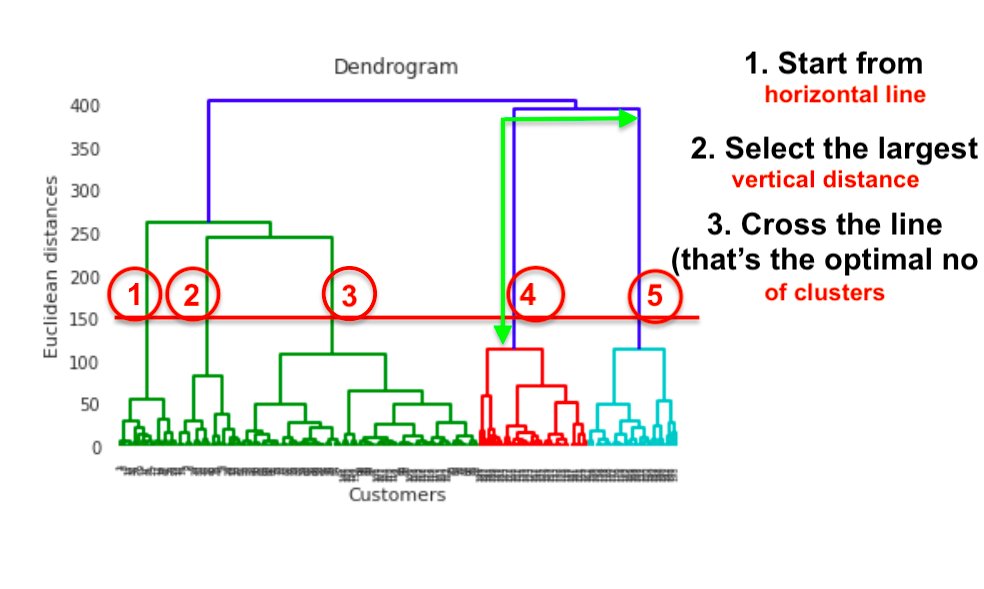 Dendrogram
1. Start from
horizontal line
2. Select the largest
vertical distance
3. Cross the line
(that's the optimal no
of clusters
Euclidean distances
400
350
300
250
200
150
100
50
0
1
2
3
4
5
Customers